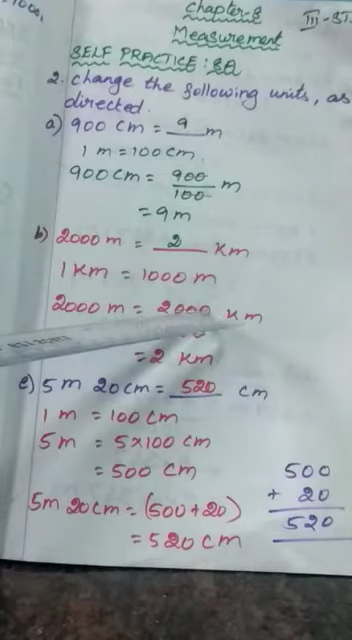 Chapter-8
III - ST
Measurement
SELF PRACTICE: 8A
2. change the following units, as
directed.
a) 900 cm = 9 m
1 m = 100 cm.
900 cm = 900/100 m
= 9 m
b) 2000 m = 2 KM
1 KM = 1000 m
2000 m = 2000 KM
= 2 KM
c) 5 m 20 cm = 520 cm
1 m = 100 cm
5 m = 5×100 cm
= 500 cm
5 m 20 cm = (500+20)
= 520 cm
500
+ 20
520